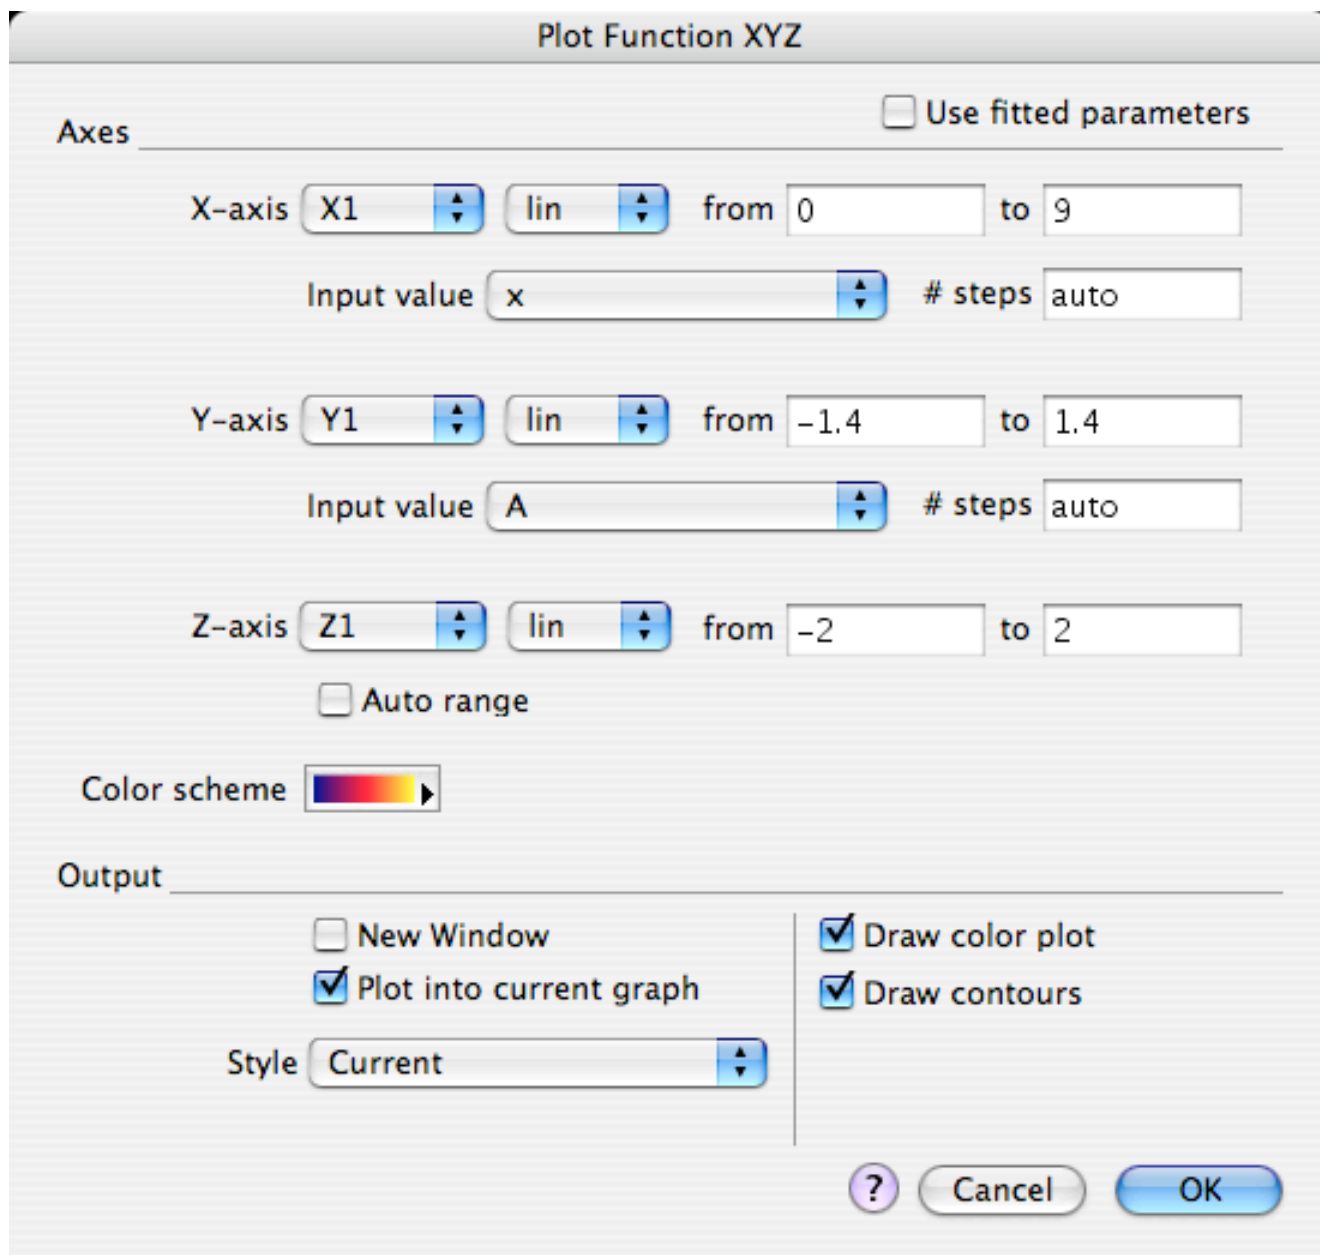 Plot Function XYZ
Use fitted parameters
Axes
X-axis X1 lin from 0 to 9
Input value x # steps auto
Y-axis Y1 lin from -1.4 to 1.4
Input value A # steps auto
Z-axis Z1 lin from -2 to 2
Auto range
Color scheme
Output
New Window
Draw color plot
Plot into current graph
Draw contours
Style Current
? Cancel OK